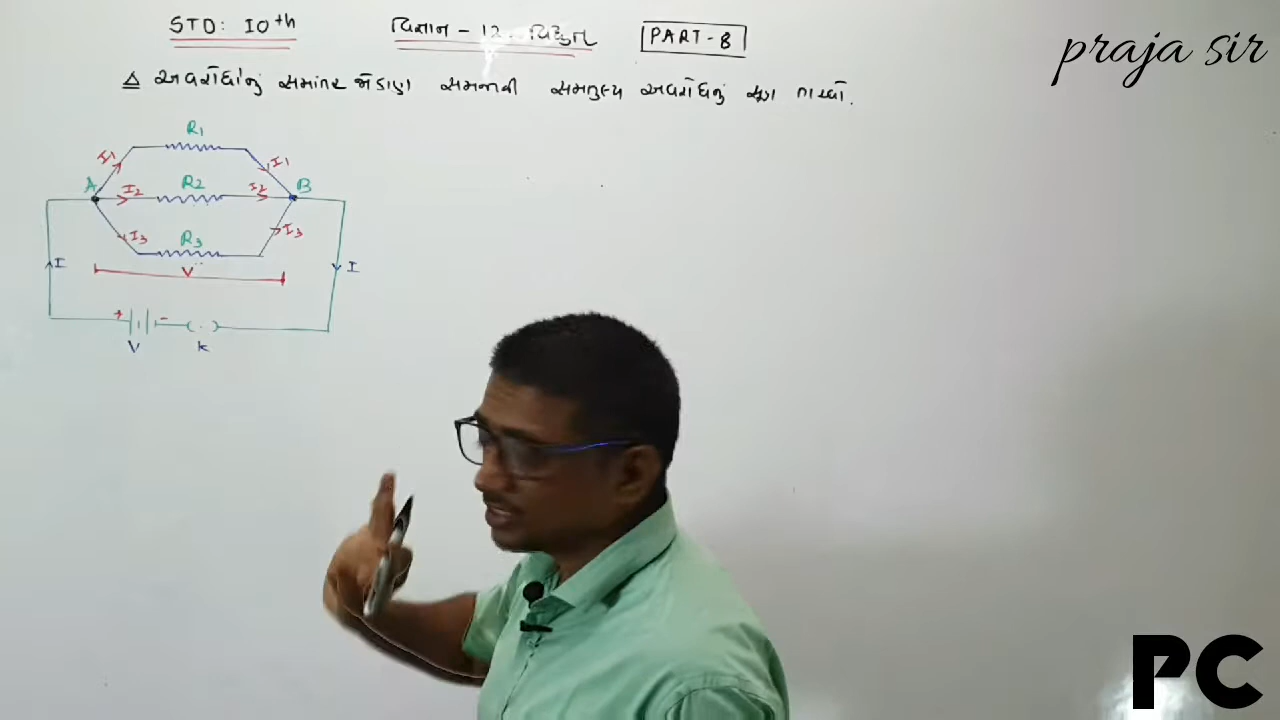 STD: 10th વિજ્ઞાન - 12. વિદ્યુત PART-8
praja sir
△ અવરોધોનું સમાંતર જોડાણ સમજાવી સમતુલ્ય અવરોધનું સૂત્ર તારવો.
R1
I1 I1
A I2 R2 I2 B
I3 R3 I3
V
I I
+ -
V K
PC